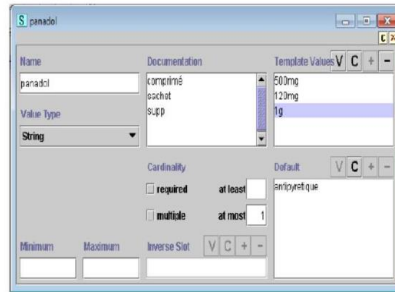 S panadol
Name
panadol
Value Type
String
Documentation
comprimé
sachet
supp
Template Values V C + -
500mg
120mg
1g
Cardinality
required at least
multiple at most 1
Default V C + -
antipyretique
Minimum Maximum Inverse Slot V C + -